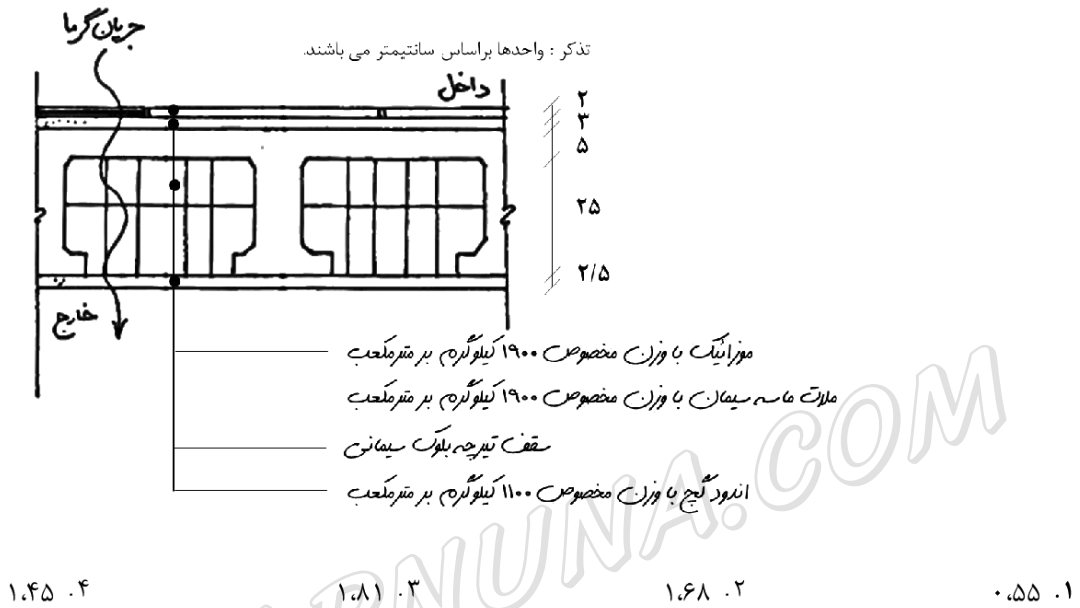 جریان گرما
تذکر : واحدها براساس سانتیمتر می باشند.
داخل
۲
۳
۵
۲۵
۲/۵
خارج
موزائیک با وزن مخصوص ۱۹۰۰ کیلوگرم بر مترمکعب
ملات ماسه سیمان با وزن مخصوص ۱۹۰۰ کیلوگرم بر مترمکعب
سقف تیرچه بلوک سیمانی
اندود گچ با وزن مخصوص ۱۱۰۰ کیلوگرم بر مترمکعب
۱. ۰،۵۵ ۲. ۱،۶۸ ۳. ۱،۸۱ ۴. ۱،۴۵